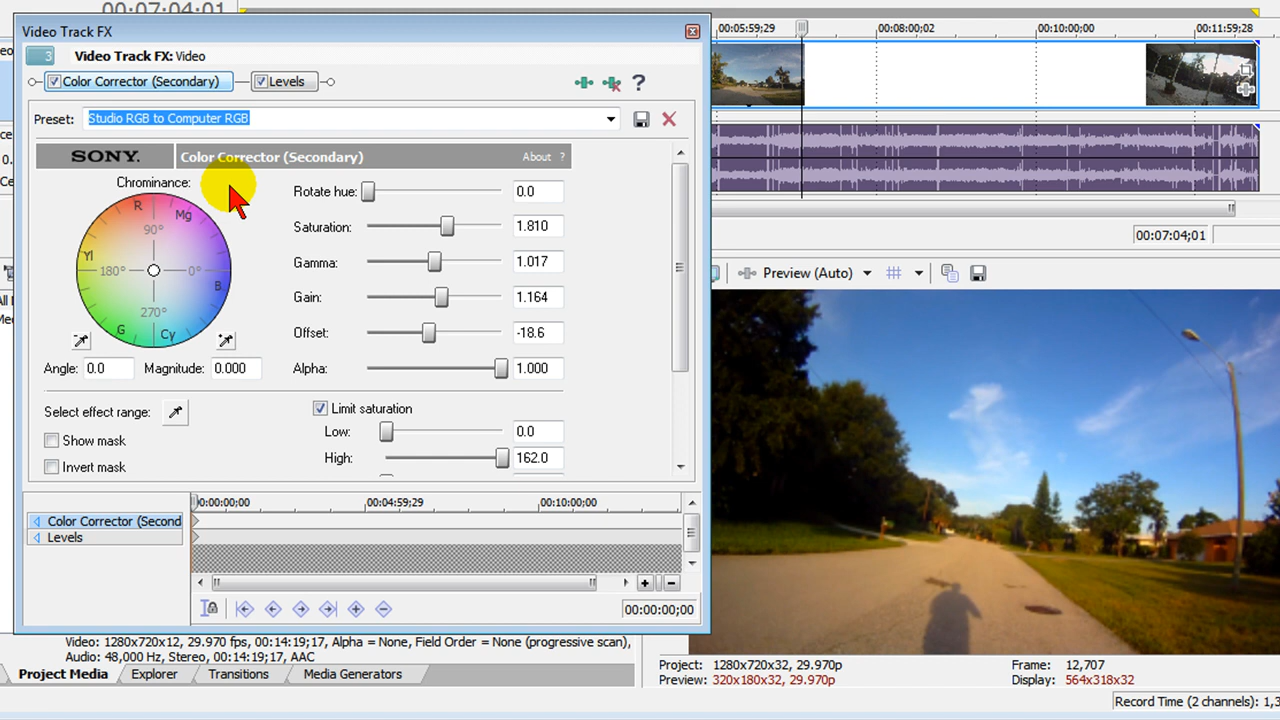 00:07:04;01
Video Track FX
3 Video Track FX: Video
Color Corrector (Secondary) Levels
?
Preset: Studio RGB to Computer RGB
SONY. Color Corrector (Secondary) About ?
Chrominance:
R
Mg
90°
Yl
180° 0°
B
270°
G
Cy
Angle: 0.0 Magnitude: 0.000
Rotate hue: 0.0
Saturation: 1.810
Gamma: 1.017
Gain: 1.164
Offset: -18.6
Alpha: 1.000
Select effect range:
Show mask
Invert mask
Limit saturation
Low: 0.0
High: 162.0
0:00:00;00 00:04:59;29 00:10:00;00
Color Corrector (Second
Levels
00:00:00;00
Video: 1280x720x12, 29.970 fps, 00:14:19;17, Alpha = None, Field Order = None (progressive scan),
Audio: 48,000 Hz, Stereo, 00:14:19;17, AAC
Project Media Explorer Transitions Media Generators
00:05:59;29 00:08:00;02 00:10:00;00 00:11:59;28
00:07:04;01
Preview (Auto)
Project: 1280x720x32, 29.970p
Preview: 320x180x32, 29.970p
Frame: 12,707
Display: 564x318x32
Record Time (2 channels): 1,3